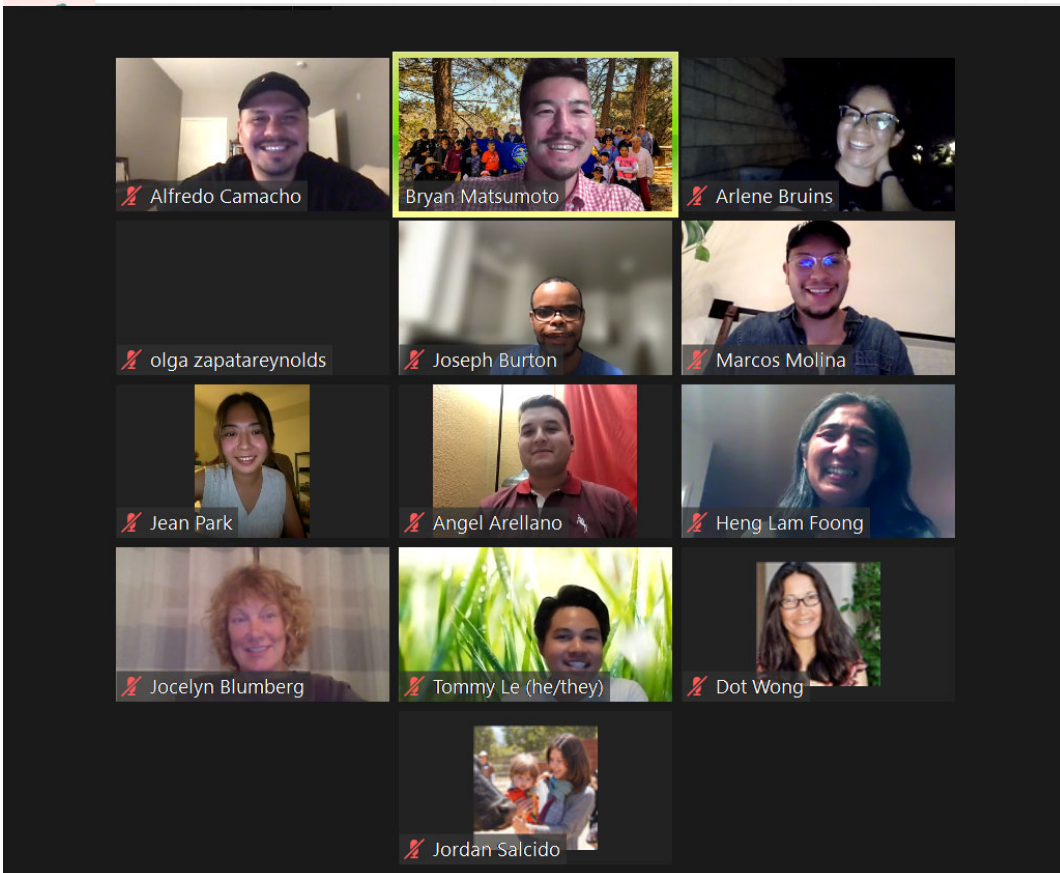 Alfredo Camacho
Bryan Matsumoto
Arlene Bruins
olga zapatareynolds
Joseph Burton
Marcos Molina
Jean Park
Angel Arellano
Heng Lam Foong
Jocelyn Blumberg
Tommy Le (he/they)
Dot Wong
Jordan Salcido